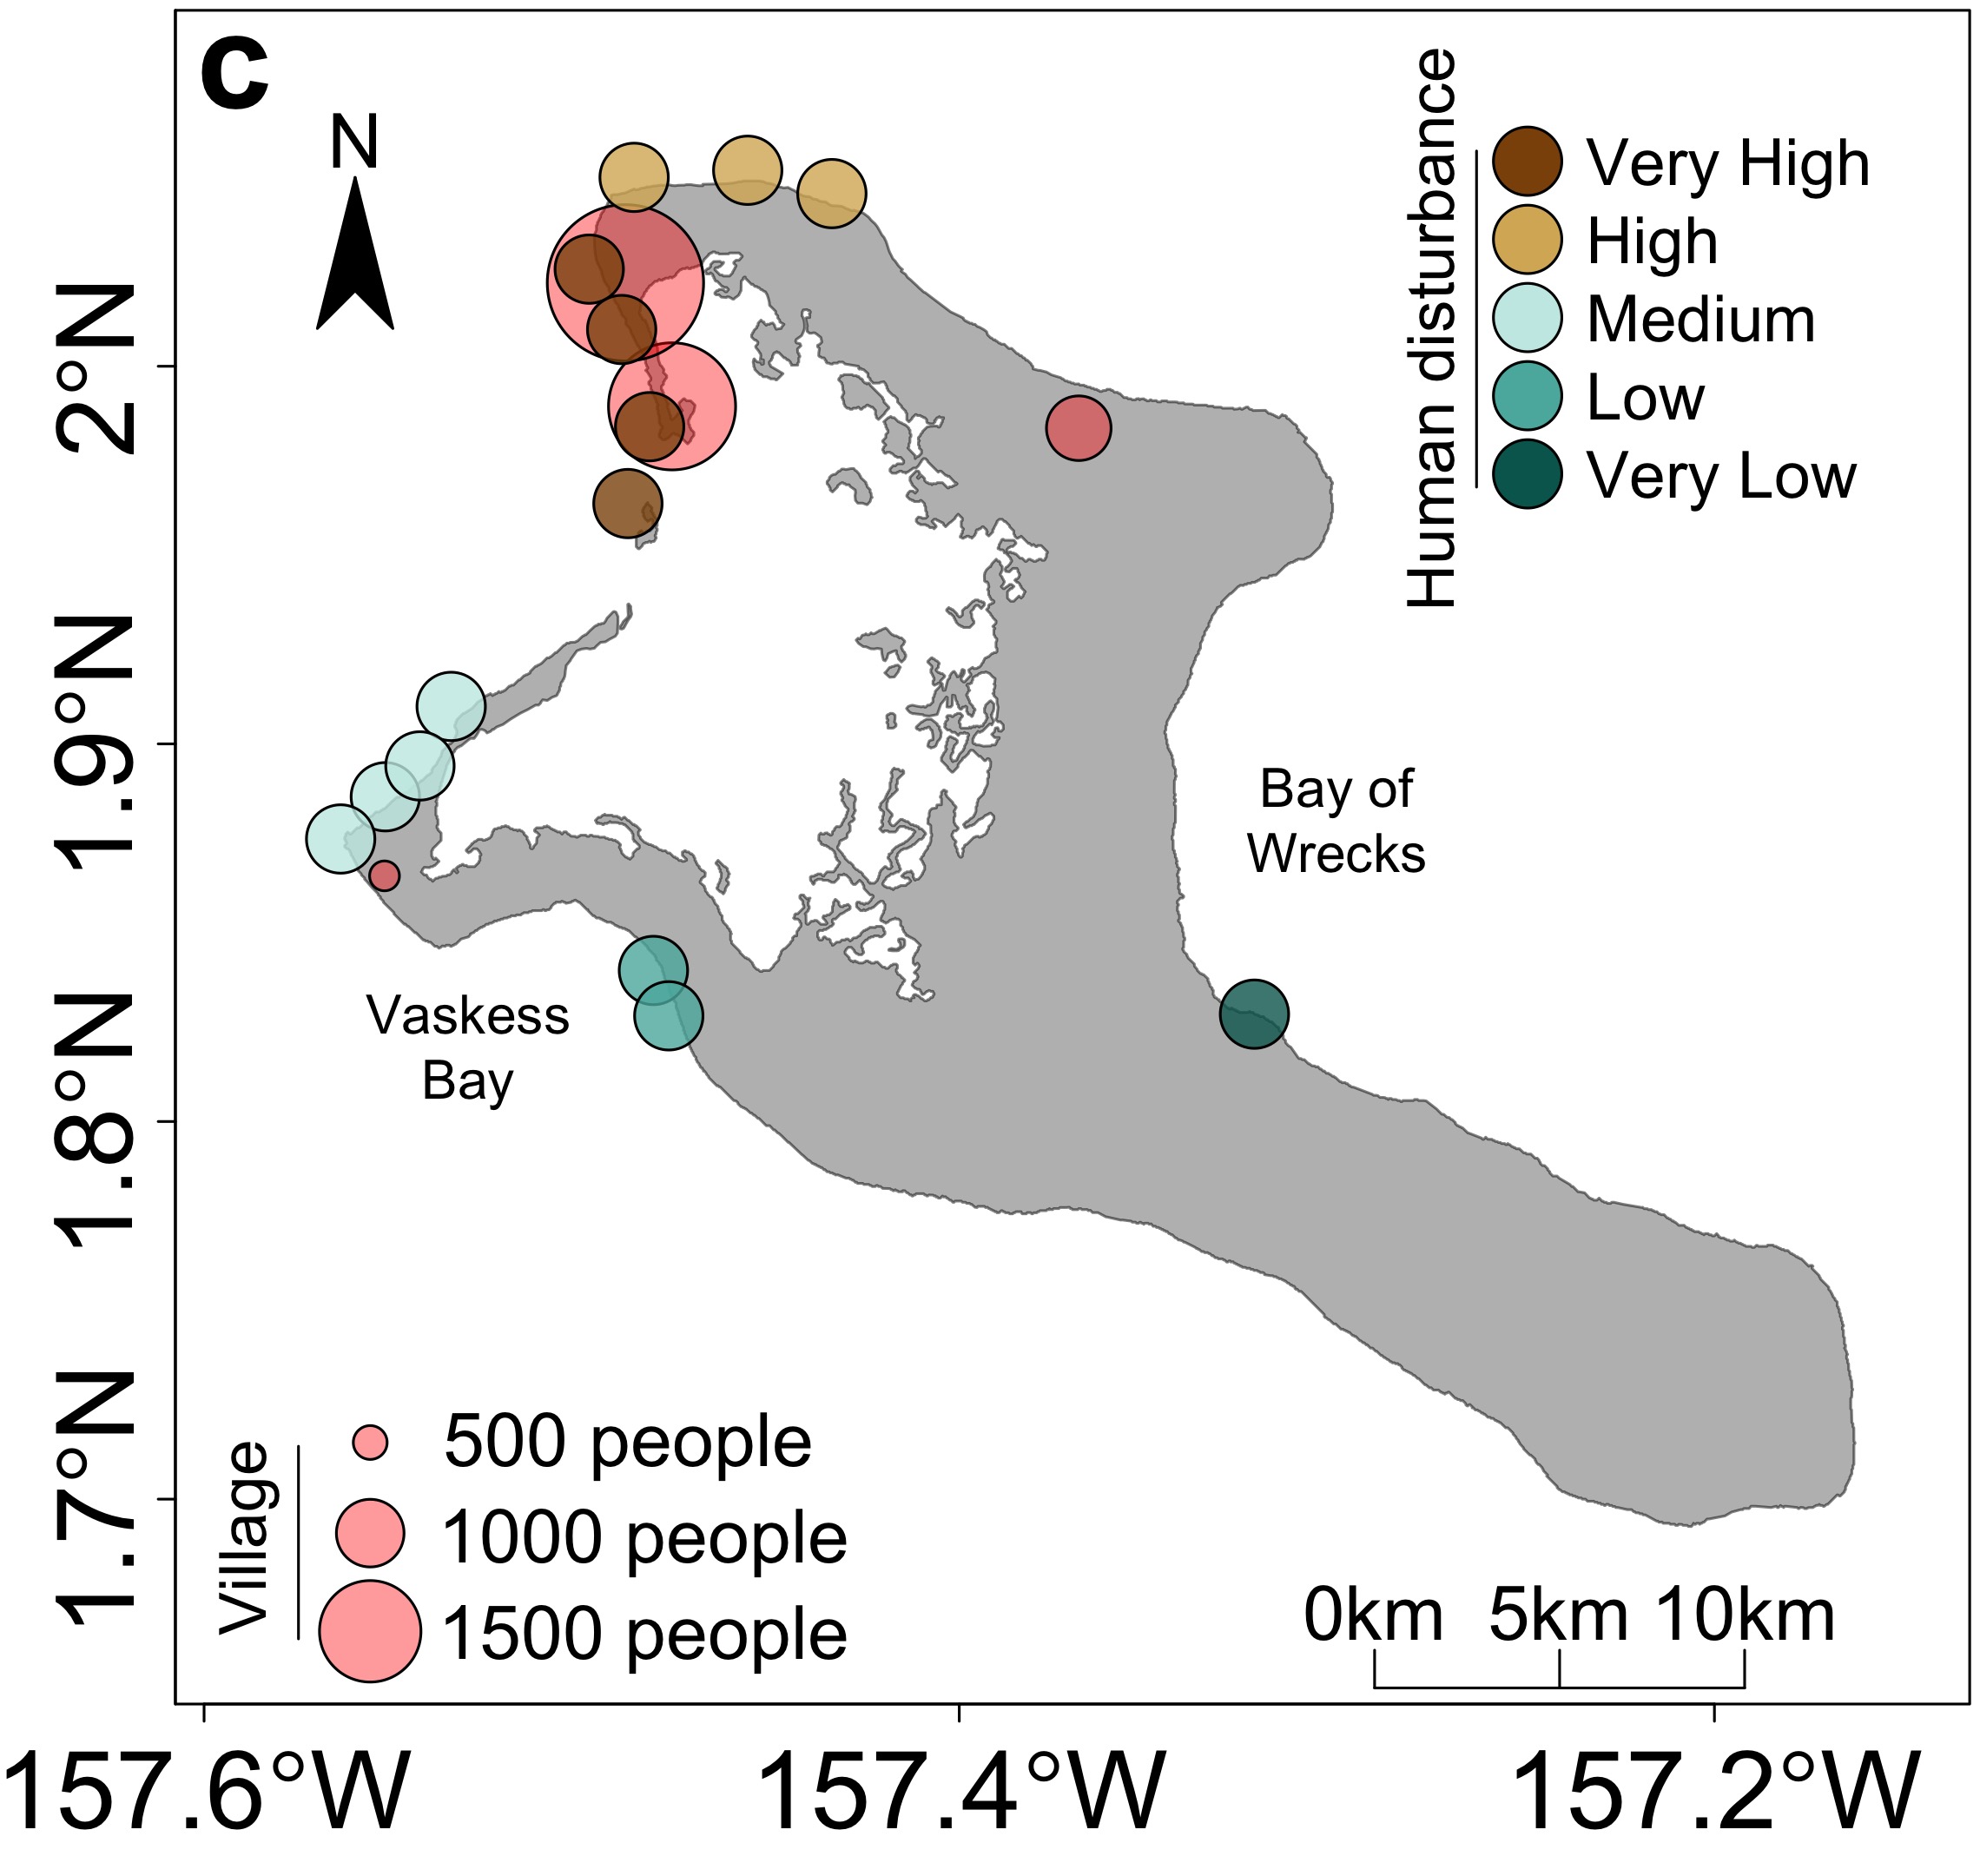 c
N
Human disturbance
Very High
High
Medium
Low
Very Low
2°N
1.9°N
1.8°N
1.7°N
Bay of
Wrecks
Vaskess
Bay
Village
500 people
1000 people
1500 people
0km 5km 10km
157.6°W 157.4°W 157.2°W